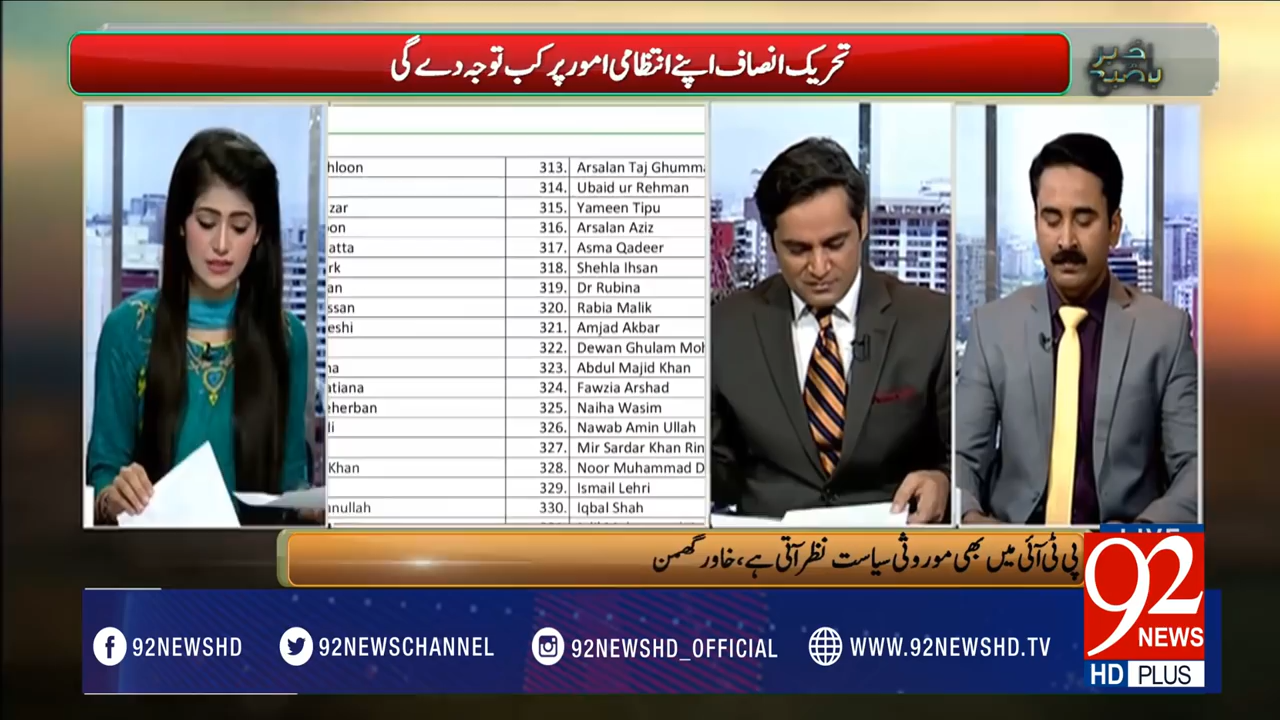 تحریک انصاف اپنے انتظامی امور پر کب توجہ دے گی
خبر
hloon 313. Arsalan Taj Ghumm
314. Ubaid ur Rehman
zar 315. Yameen Tipu
oon 316. Arsalan Aziz
atta 317. Asma Qadeer
rk 318. Shehla Ihsan
an 319. Dr Rubina
ssan 320. Rabia Malik
eshi 321. Amjad Akbar
322. Dewan Ghulam Moh
na 323. Abdul Majid Khan
atiana 324. Fawzia Arshad
eherban 325. Naiha Wasim
li 326. Nawab Amin Ullah
327. Mir Sardar Khan Rin
Khan 328. Noor Muhammad D
329. Ismail Lehri
anullah 330. Iqbal Shah
پی ٹی آئی میں بھی موروثی سیاست نظر آتی ہے، خاور گھمن
92 NEWS
HD PLUS
92NEWSHD
92NEWSCHANNEL
92NEWSHD_OFFICIAL
WWW.92NEWSHD.TV